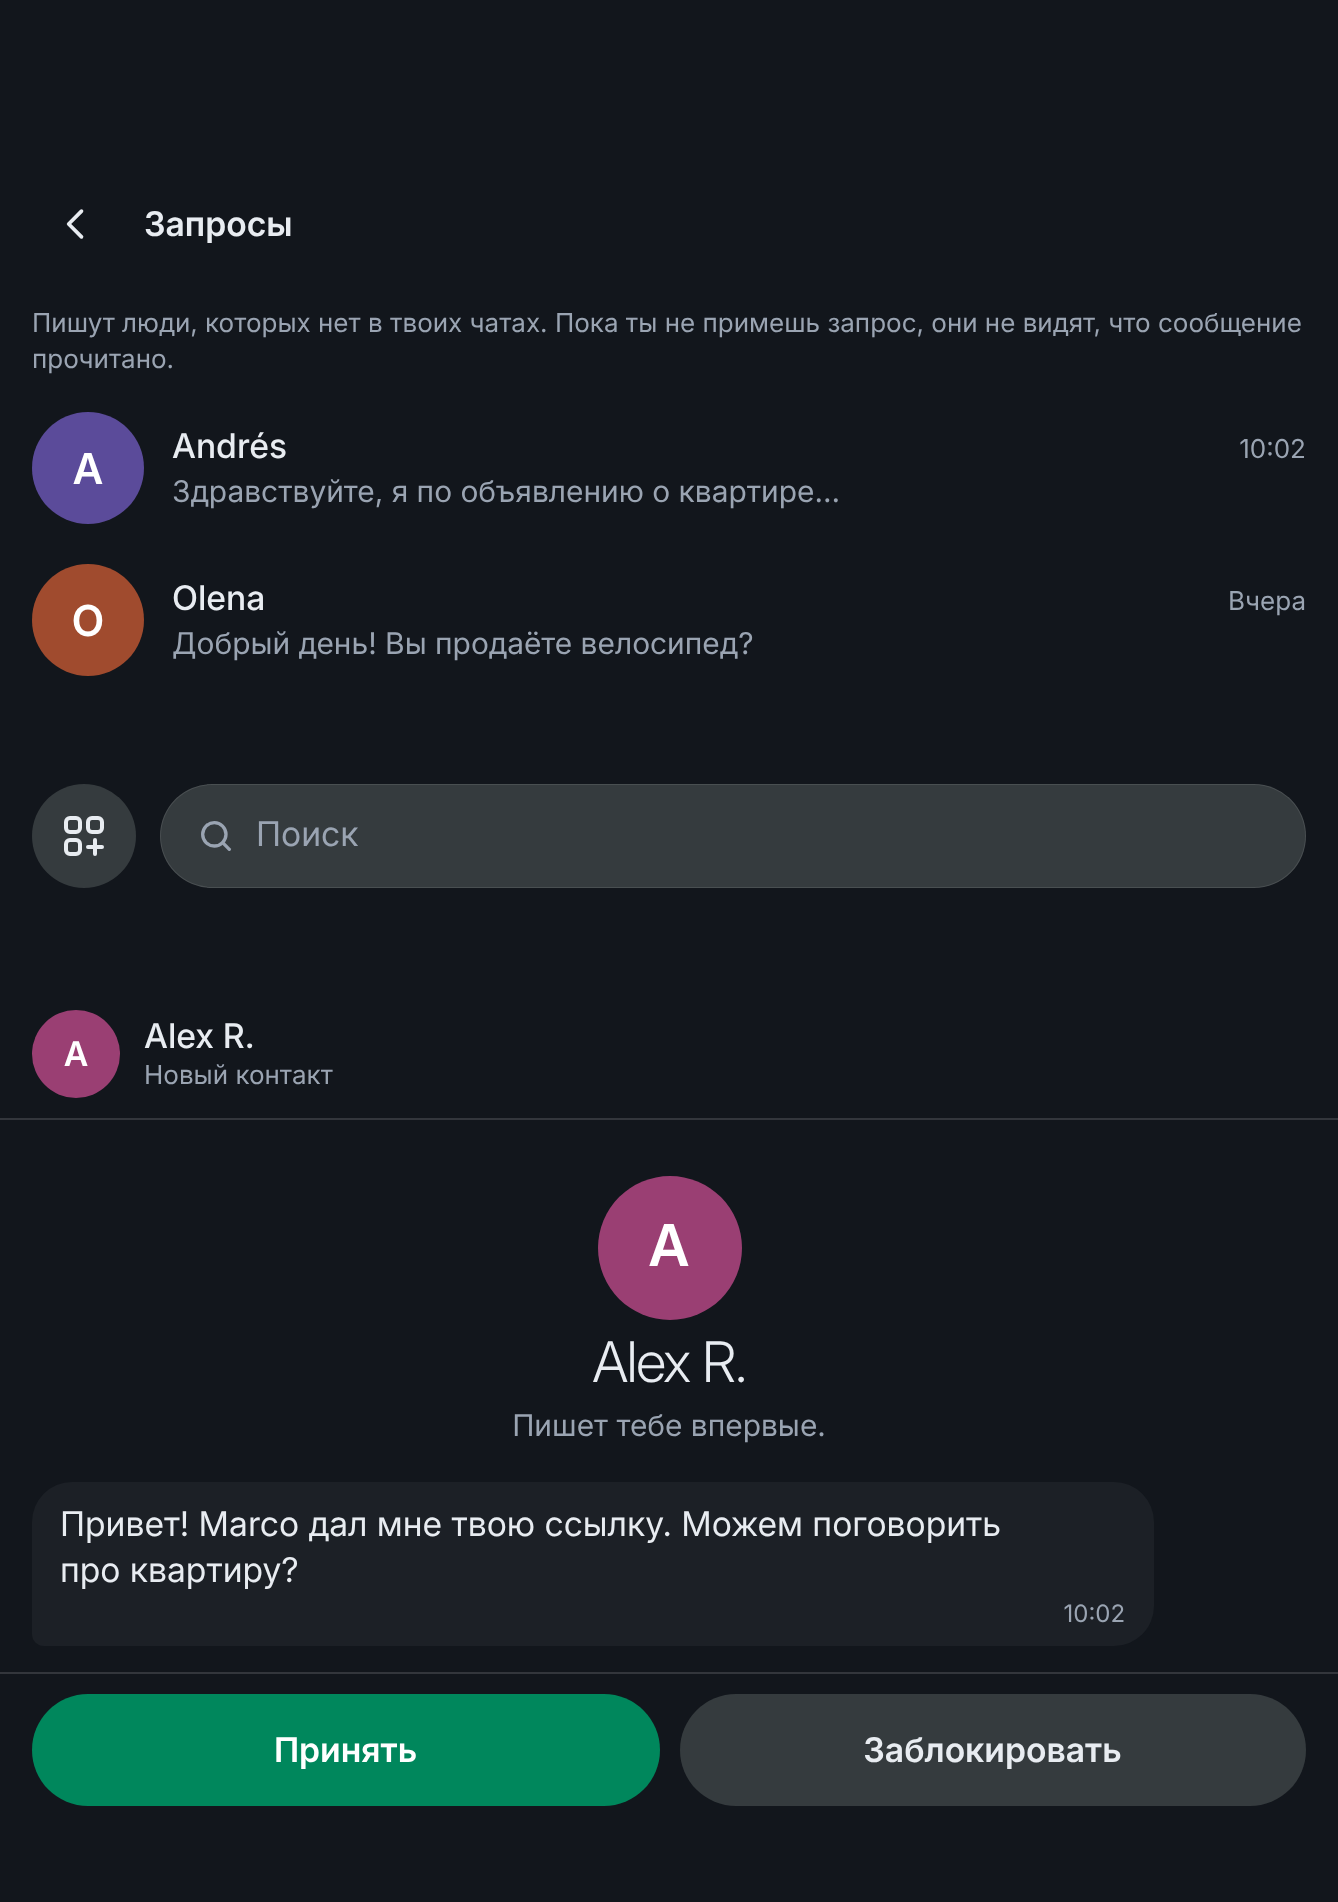 Запросы
Пишут люди, которых нет в твоих чатах. Пока ты не примешь запрос, они не видят, что сообщение
прочитано.
A
Andrés
10:02
Здравствуйте, я по объявлению о квартире...
O
Olena
Вчера
Добрый день! Вы продаёте велосипед?
Поиск
A
Alex R.
Новый контакт
A
Alex R.
Пишет тебе впервые.
Привет! Marco дал мне твою ссылку. Можем поговорить
про квартиру?
10:02
Принять
Заблокировать